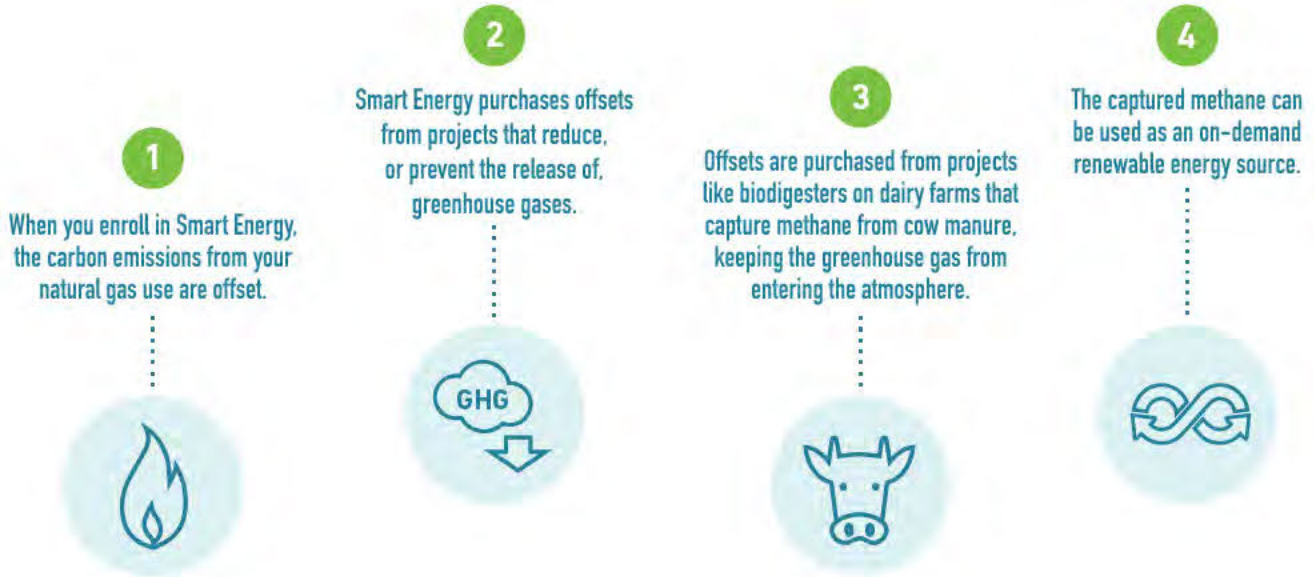 1
When you enroll in Smart Energy,
the carbon emissions from your
natural gas use are offset.
2
Smart Energy purchases offsets
from projects that reduce,
or prevent the release of,
greenhouse gases.
GHG
3
Offsets are purchased from projects
like biodigesters on dairy farms that
capture methane from cow manure,
keeping the greenhouse gas from
entering the atmosphere.
4
The captured methane can
be used as an on-demand
renewable energy source.